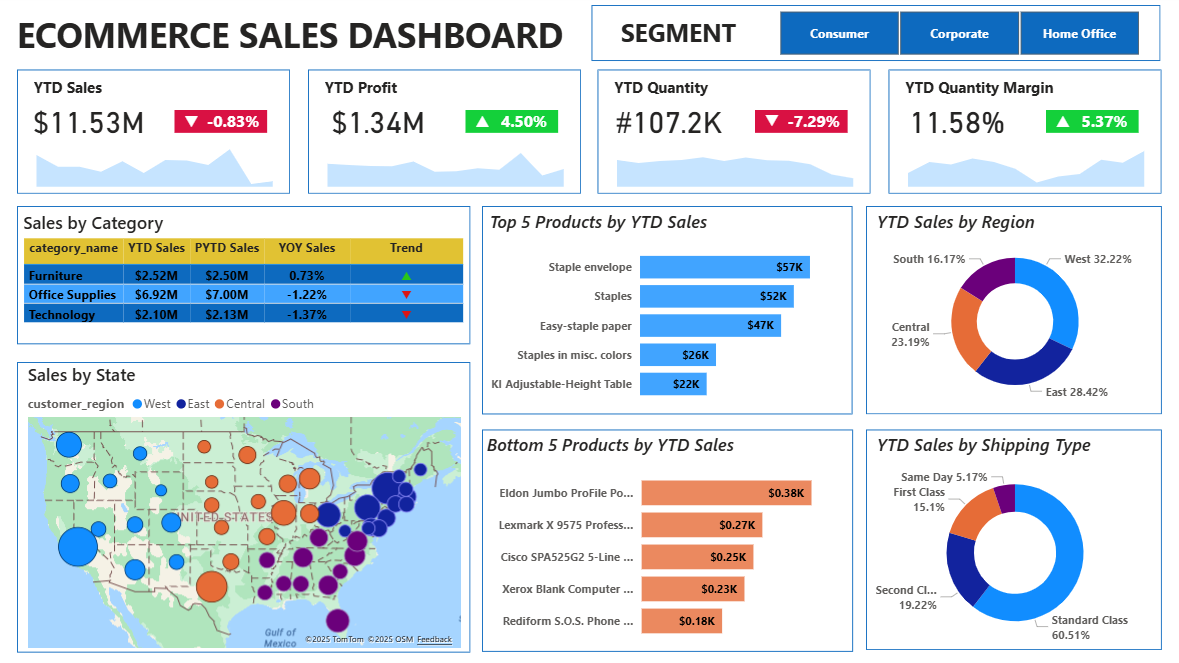 ECOMMERCE SALES DASHBOARD
SEGMENT
Consumer
Corporate
Home Office
YTD Sales
$11.53M
▼ -0.83%
YTD Profit
$1.34M
▲ 4.50%
YTD Quantity
#107.2K
▼ -7.29%
YTD Quantity Margin
11.58%
▲ 5.37%
Sales by Category
category_name YTD Sales PYTD Sales YOY Sales Trend
Furniture $2.52M $2.50M 0.73% ▲
Office Supplies $6.92M $7.00M -1.22% ▼
Technology $2.10M $2.13M -1.37% ▼
Top 5 Products by YTD Sales
Staple envelope $57K
Staples $52K
Easy-staple paper $47K
Staples in misc. colors $26K
KI Adjustable-Height Table $22K
YTD Sales by Region
South 16.17%
West 32.22%
Central
23.19%
East 28.42%
Sales by State
customer_region West East Central South
UNITED STATES
Gulf of
Mexico
©2025 TomTom ©2025 OSM Feedback
Bottom 5 Products by YTD Sales
Eldon Jumbo ProFile Po... $0.38K
Lexmark X 9575 Profess... $0.27K
Cisco SPA525G2 5-Line ... $0.25K
Xerox Blank Computer ... $0.23K
Rediform S.O.S. Phone ... $0.18K
YTD Sales by Shipping Type
Same Day 5.17%
First Class
15.1%
Second Cl...
19.22%
Standard Class
60.51%